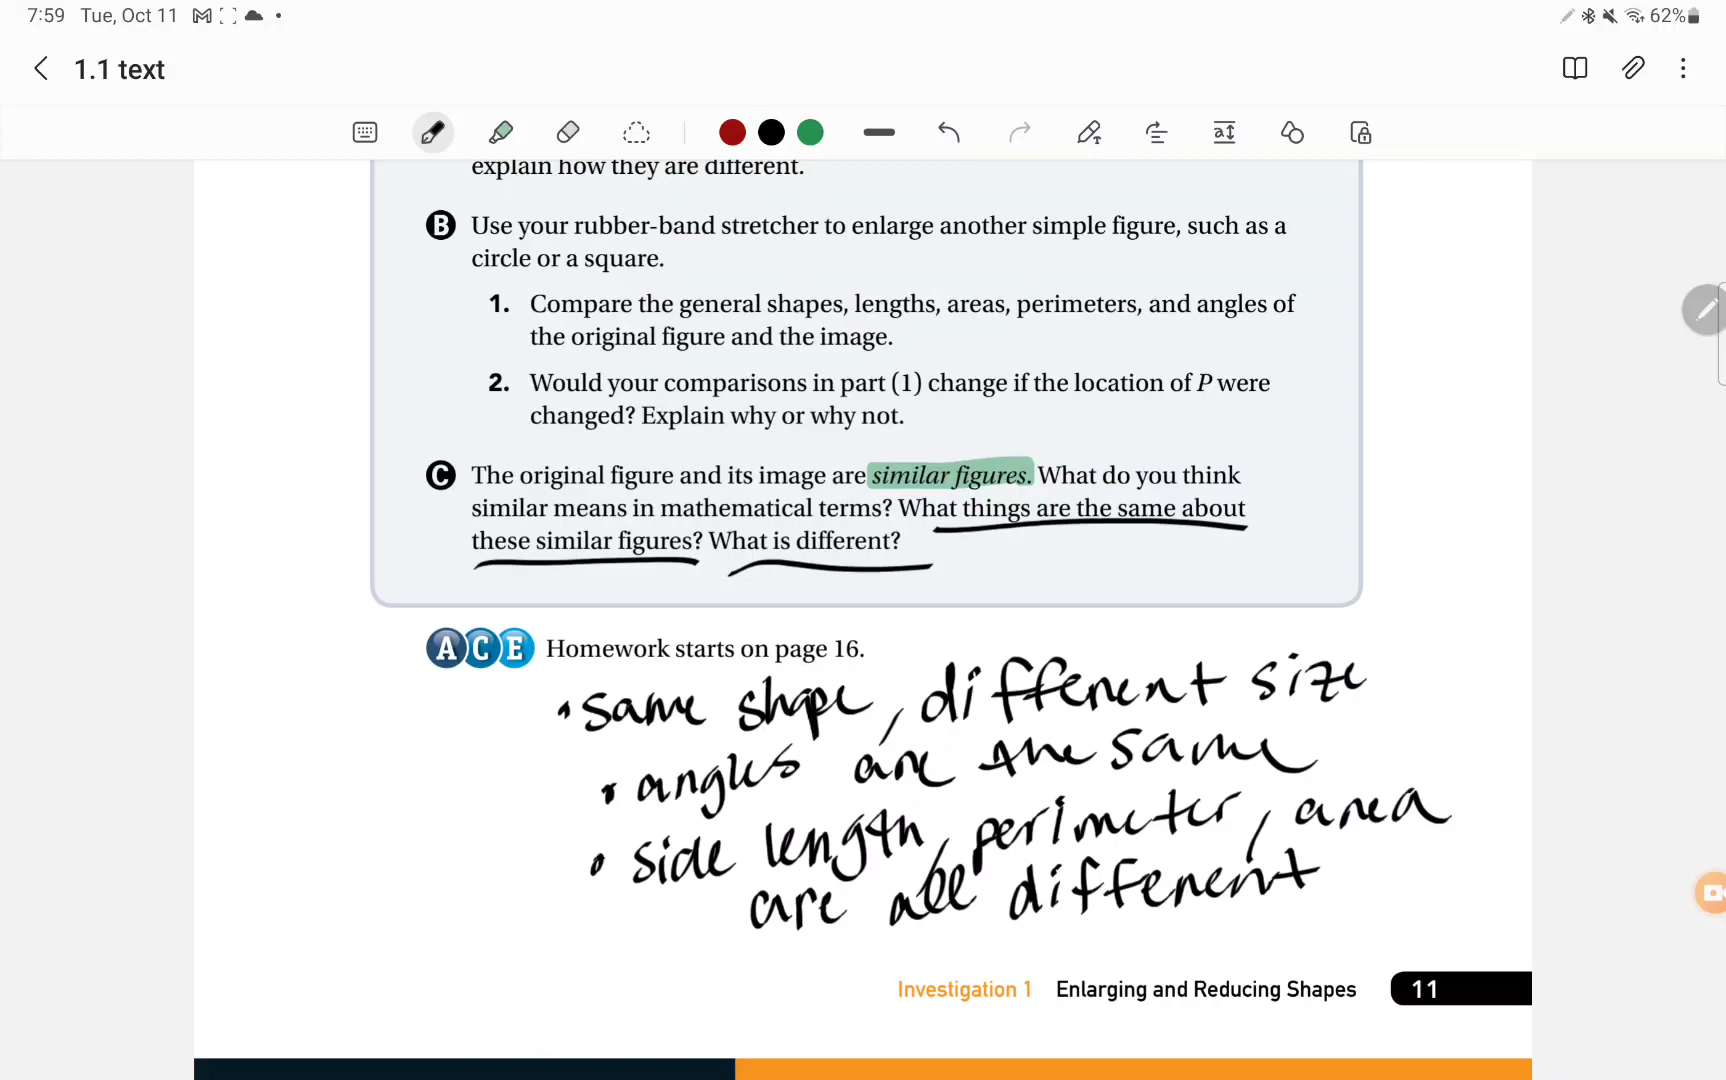 7:59 Tue, Oct 11 62%
1.1 text
explain how they are different.
B Use your rubber-band stretcher to enlarge another simple figure, such as a
circle or a square.
1. Compare the general shapes, lengths, areas, perimeters, and angles of
the original figure and the image.
2. Would your comparisons in part (1) change if the location of P were
changed? Explain why or why not.
C The original figure and its image are similar figures. What do you think
similar means in mathematical terms? What things are the same about
these similar figures? What is different?
ACE Homework starts on page 16.
• same shape, different size
• angles are the same
• side length, perimeter, area
are all different
Investigation 1 Enlarging and Reducing Shapes 11